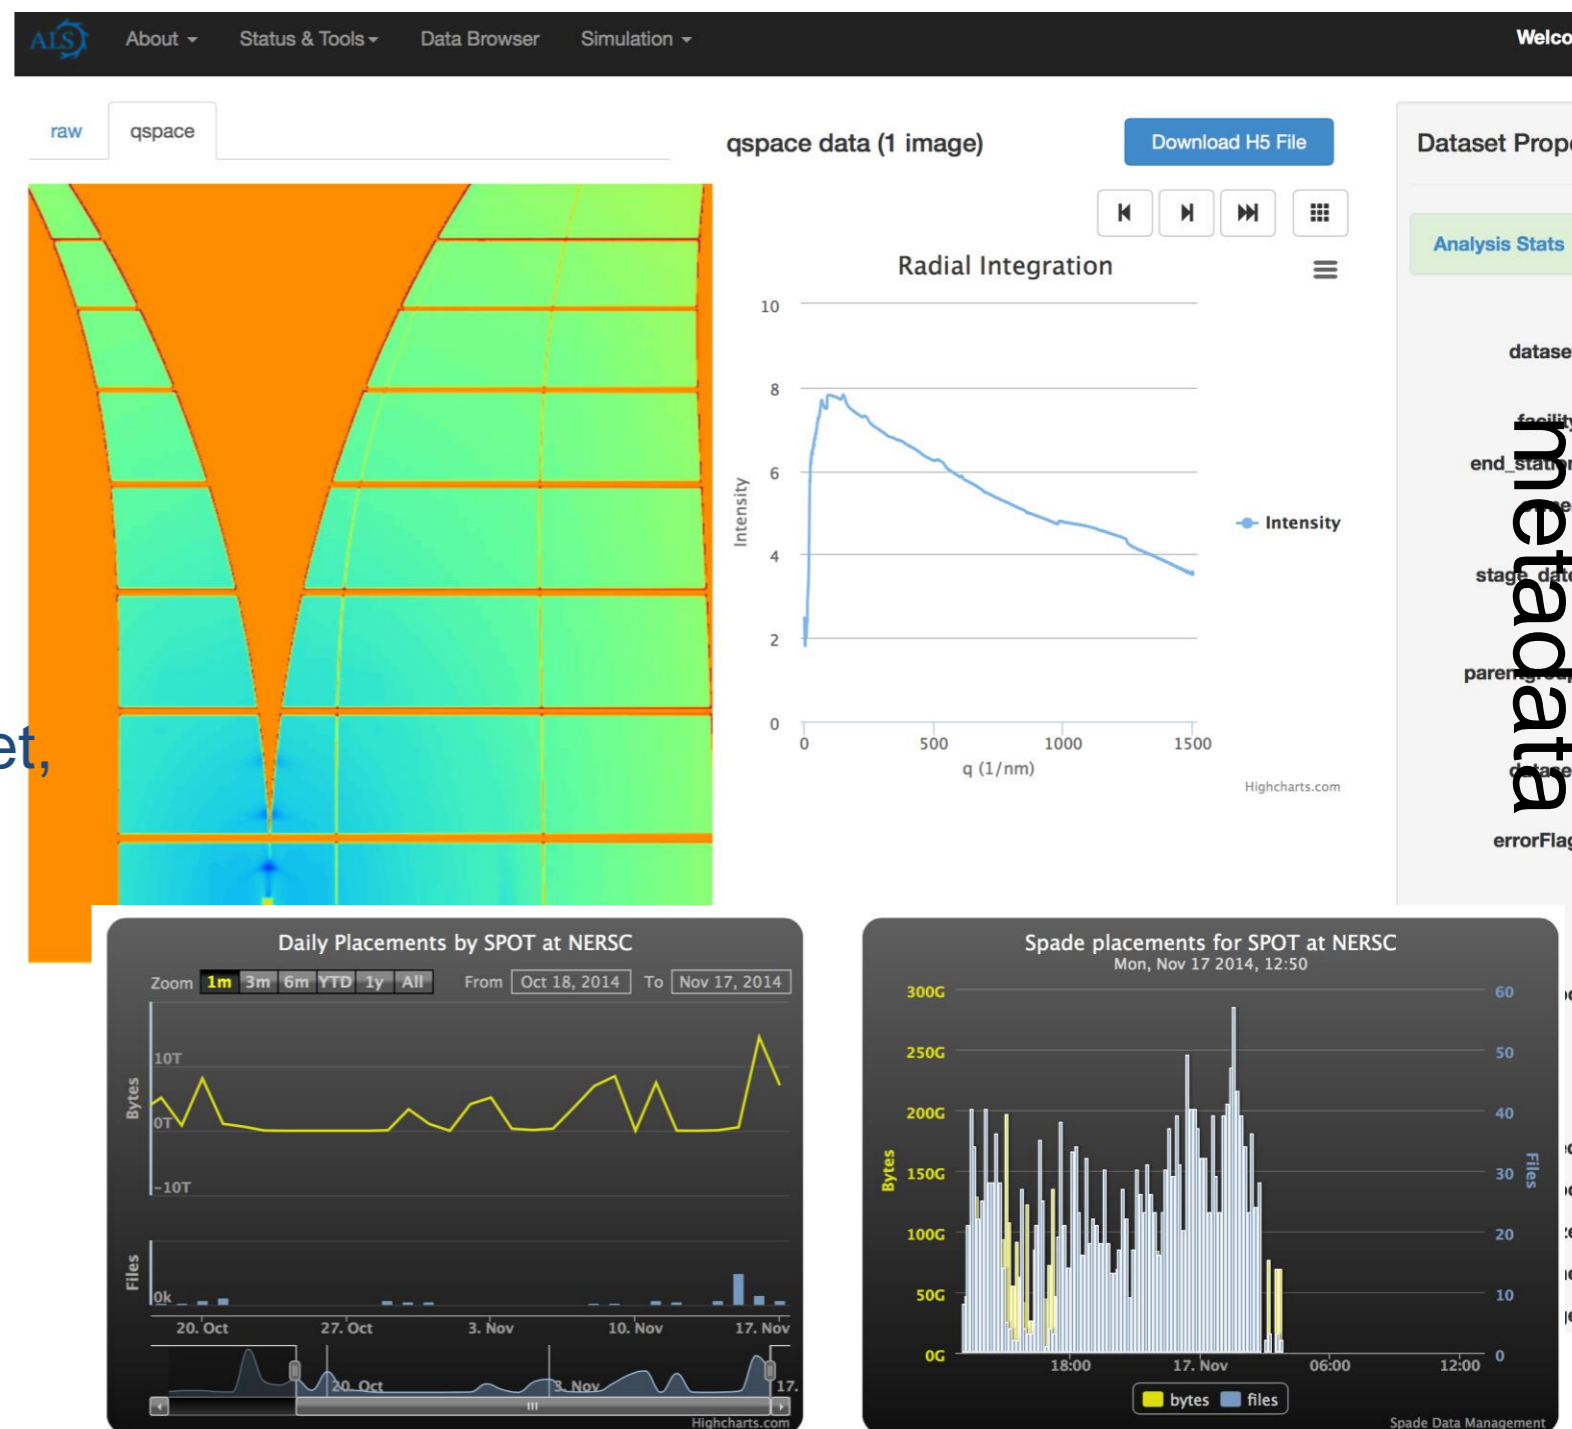 ALS About Status & Tools Data Browser Simulation Welco
raw qspace
qspace data (1 image)
Download H5 File
Dataset Prope
Analysis Stats
Radial Integration
10
8
6
4
2
0
Intensity
0 500 1000 1500
q (1/nm)
Intensity
Highcharts.com
datase
facility
end_station
stage_date
parentgroup
datase
errorFlag
metadata
et,
Daily Placements by SPOT at NERSC
Zoom 1m 3m 6m YTD 1y All From Oct 18, 2014 To Nov 17, 2014
10T
0T
-10T
Bytes
Files
0k
20. Oct 27. Oct 3. Nov 10. Nov 17. Nov
20. Oct 3. Nov 17.
Highcharts.com
Spade placements for SPOT at NERSC
Mon, Nov 17 2014, 12:50
300G 60
250G 50
200G 40
150G 30
100G 20
50G 10
0G 0
Bytes
Files
18:00 17. Nov 06:00 12:00
bytes files
Spade Data Management